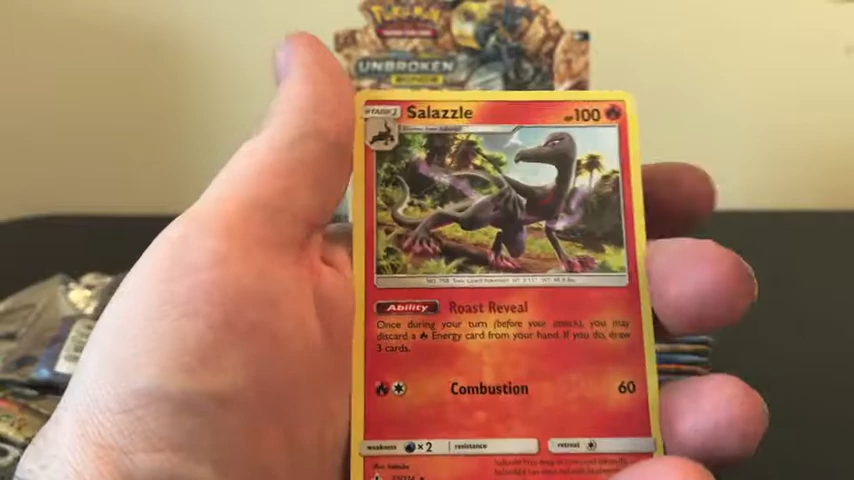 Pokémon
UNBROKEN
BONDS
STAGE 1
Salazzle
HP100
Ability Roast Reveal
Once during your turn (before your attack), you may
discard a Energy card from your hand. If you do, draw
3 cards.
Combustion 60
weakness ×2 resistance retreat